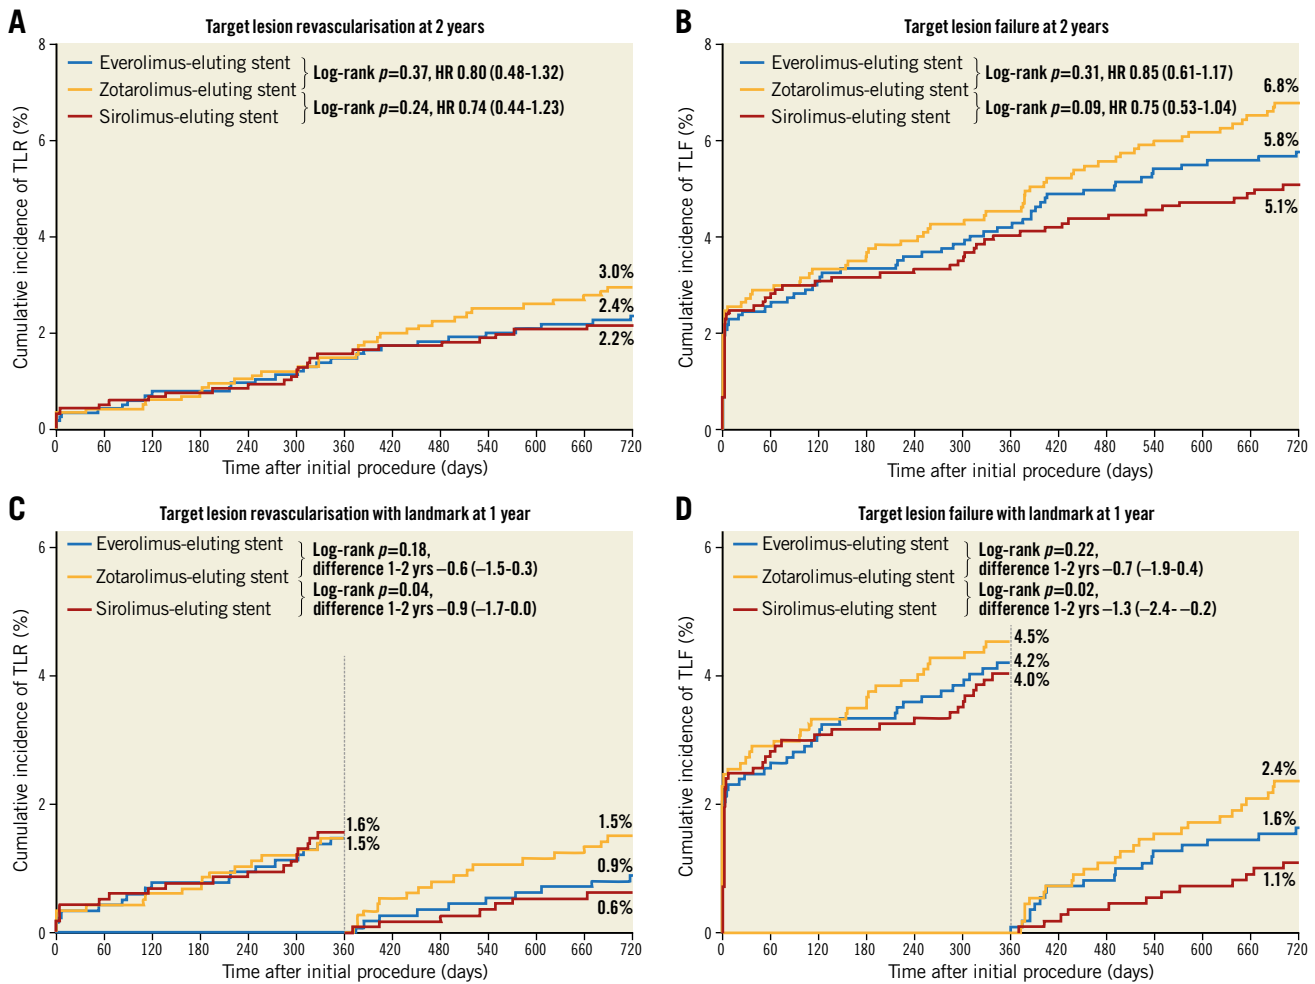 A
Target lesion revascularisation at 2 years
Cumulative incidence of TLR (%)
8
6
4
2
0
Everolimus-eluting stent
Zotarolimus-eluting stent
Sirolimus-eluting stent
Log-rank p=0.37, HR 0.80 (0.48-1.32)
Log-rank p=0.24, HR 0.74 (0.44-1.23)
3.0%
2.4%
2.2%
0 60 120 180 240 300 360 420 480 540 600 660 720
Time after initial procedure (days)
B
Target lesion failure at 2 years
Cumulative incidence of TLF (%)
8
6
4
2
0
Everolimus-eluting stent
Zotarolimus-eluting stent
Sirolimus-eluting stent
Log-rank p=0.31, HR 0.85 (0.61-1.17)
Log-rank p=0.09, HR 0.75 (0.53-1.04)
6.8%
5.8%
5.1%
0 60 120 180 240 300 360 420 480 540 600 660 720
Time after initial procedure (days)
C
Target lesion revascularisation with landmark at 1 year
Cumulative incidence of TLR (%)
6
4
2
0
Everolimus-eluting stent
Zotarolimus-eluting stent
Sirolimus-eluting stent
Log-rank p=0.18,
difference 1-2 yrs –0.6 (–1.5-0.3)
Log-rank p=0.04,
difference 1-2 yrs –0.9 (–1.7-0.0)
1.6%
1.5%
1.5%
0.9%
0.6%
0 60 120 180 240 300 360 420 480 540 600 660 720
Time after initial procedure (days)
D
Target lesion failure with landmark at 1 year
Cumulative incidence of TLF (%)
6
4
2
0
Everolimus-eluting stent
Zotarolimus-eluting stent
Sirolimus-eluting stent
Log-rank p=0.22,
difference 1-2 yrs –0.7 (–1.9-0.4)
Log-rank p=0.02,
difference 1-2 yrs –1.3 (–2.4- –0.2)
4.5%
4.2%
4.0%
2.4%
1.6%
1.1%
0 60 120 180 240 300 360 420 480 540 600 660 720
Time after initial procedure (days)